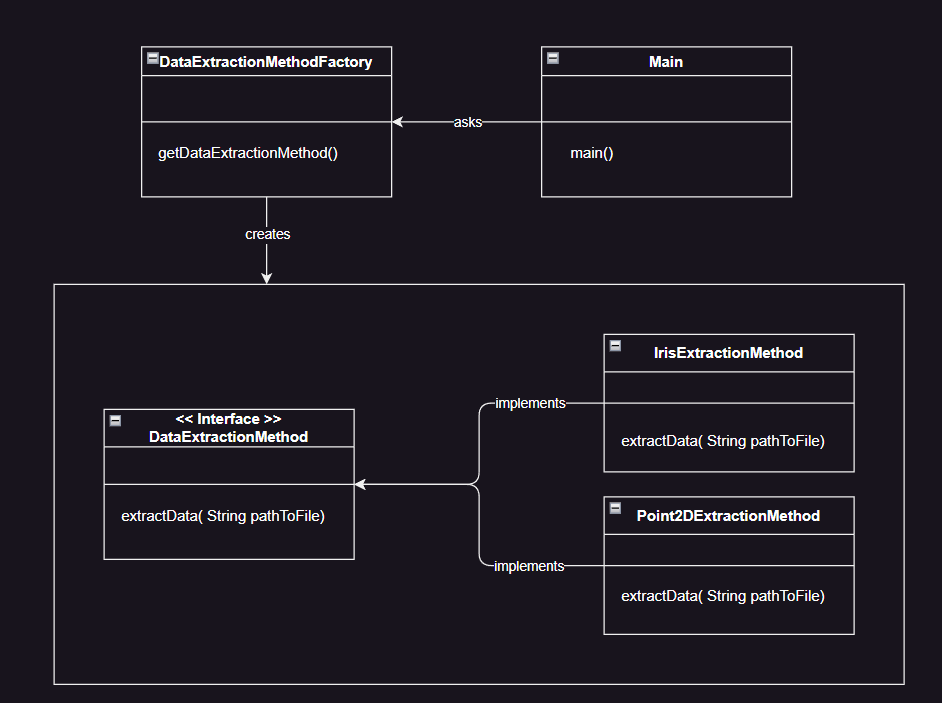 DataExtractionMethodFactory
getDataExtractionMethod()
Main
main()
asks
creates
<< Interface >>
DataExtractionMethod
extractData( String pathToFile)
implements
implements
IrisExtractionMethod
extractData( String pathToFile)
Point2DExtractionMethod
extractData( String pathToFile)